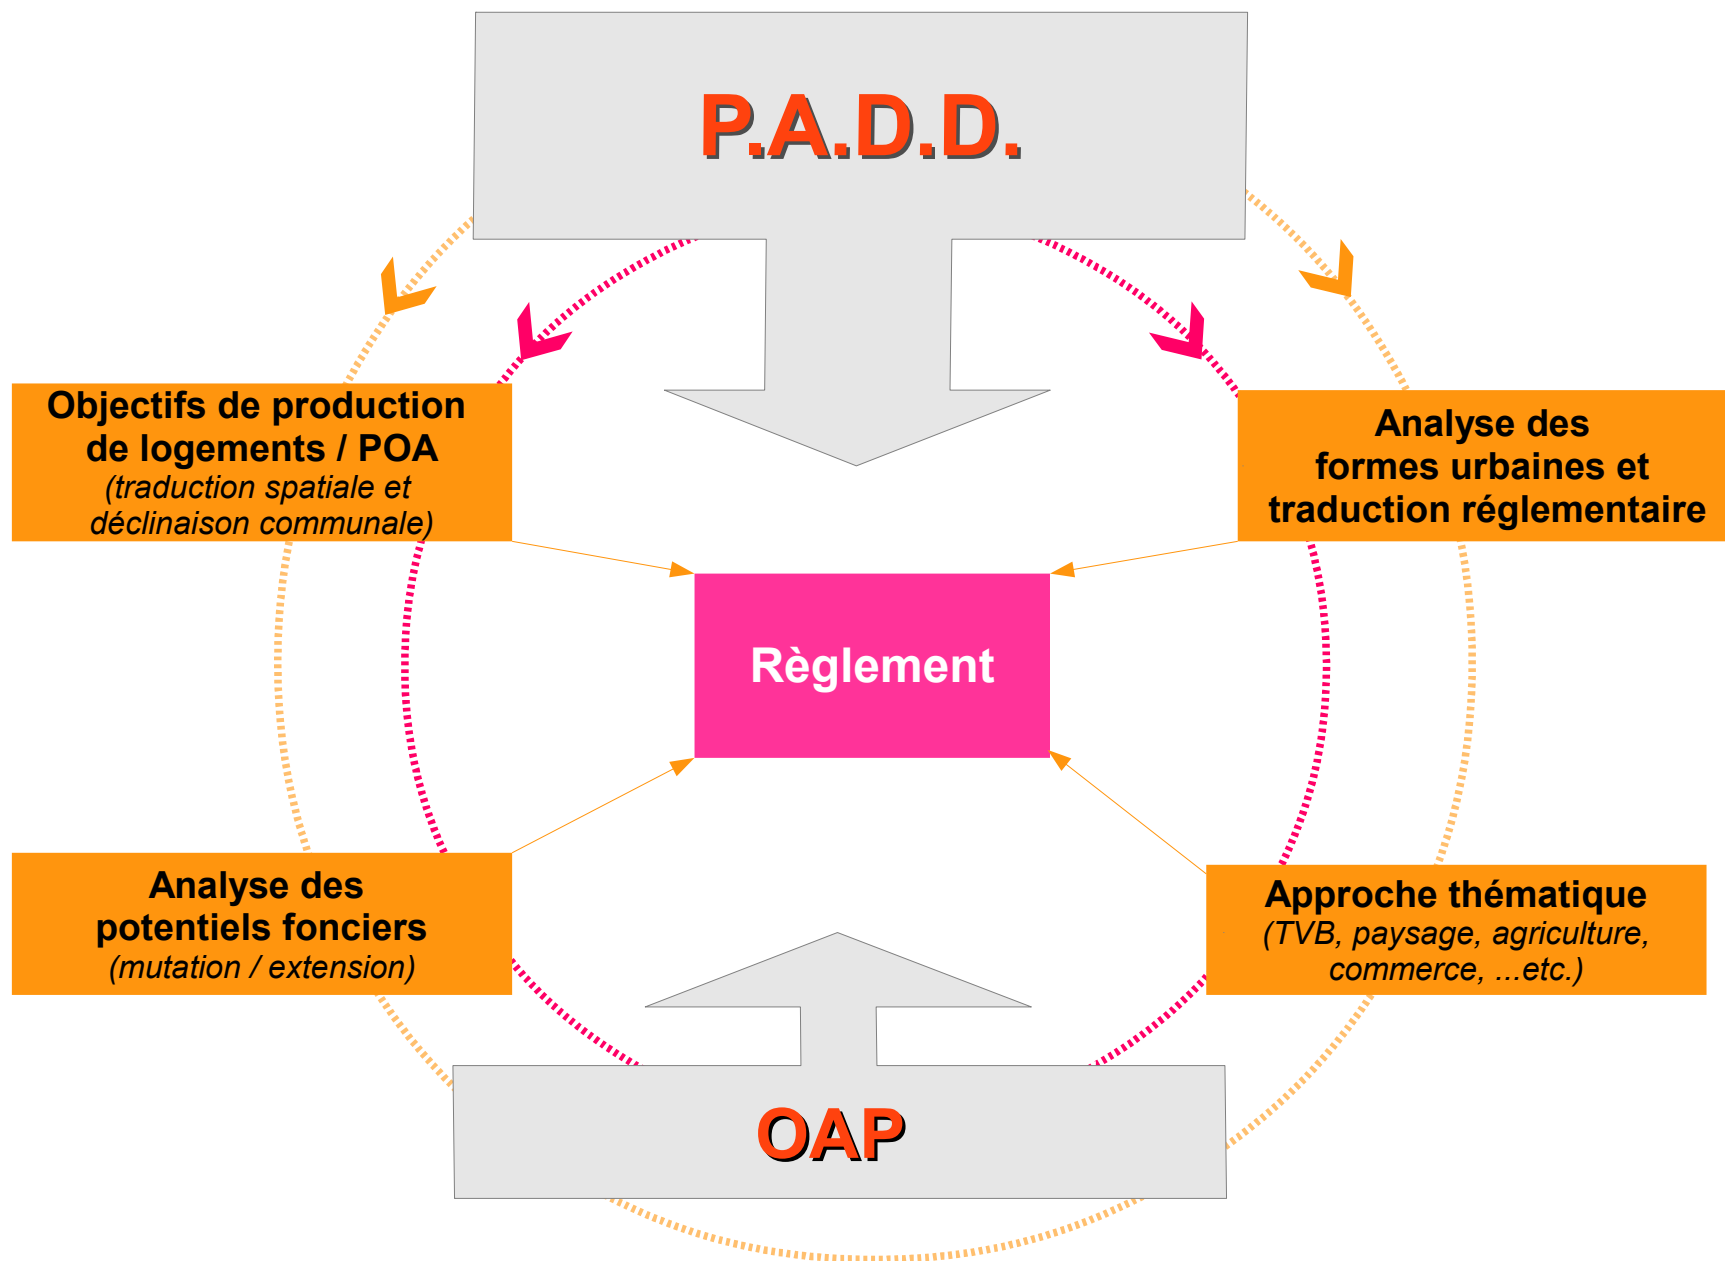 P.A.D.D.
Objectifs de production
de logements / POA
(traduction spatiale et
déclinaison communale)
Analyse des
formes urbaines et
traduction réglementaire
Règlement
Analyse des
potentiels fonciers
(mutation / extension)
Approche thématique
(TVB, paysage, agriculture,
commerce, ...etc.)
OAP